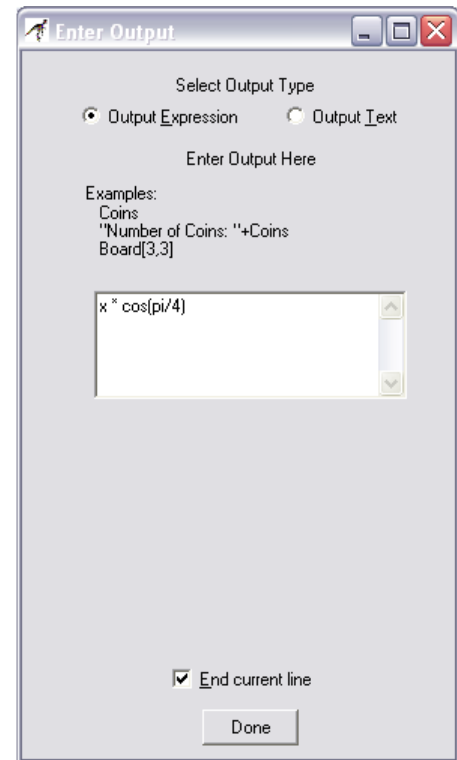 Enter Output
Select Output Type
Output Expression Output Text
Enter Output Here
Examples:
Coins
"Number of Coins: "+Coins
Board[3,3]
x * cos(pi/4)
End current line
Done